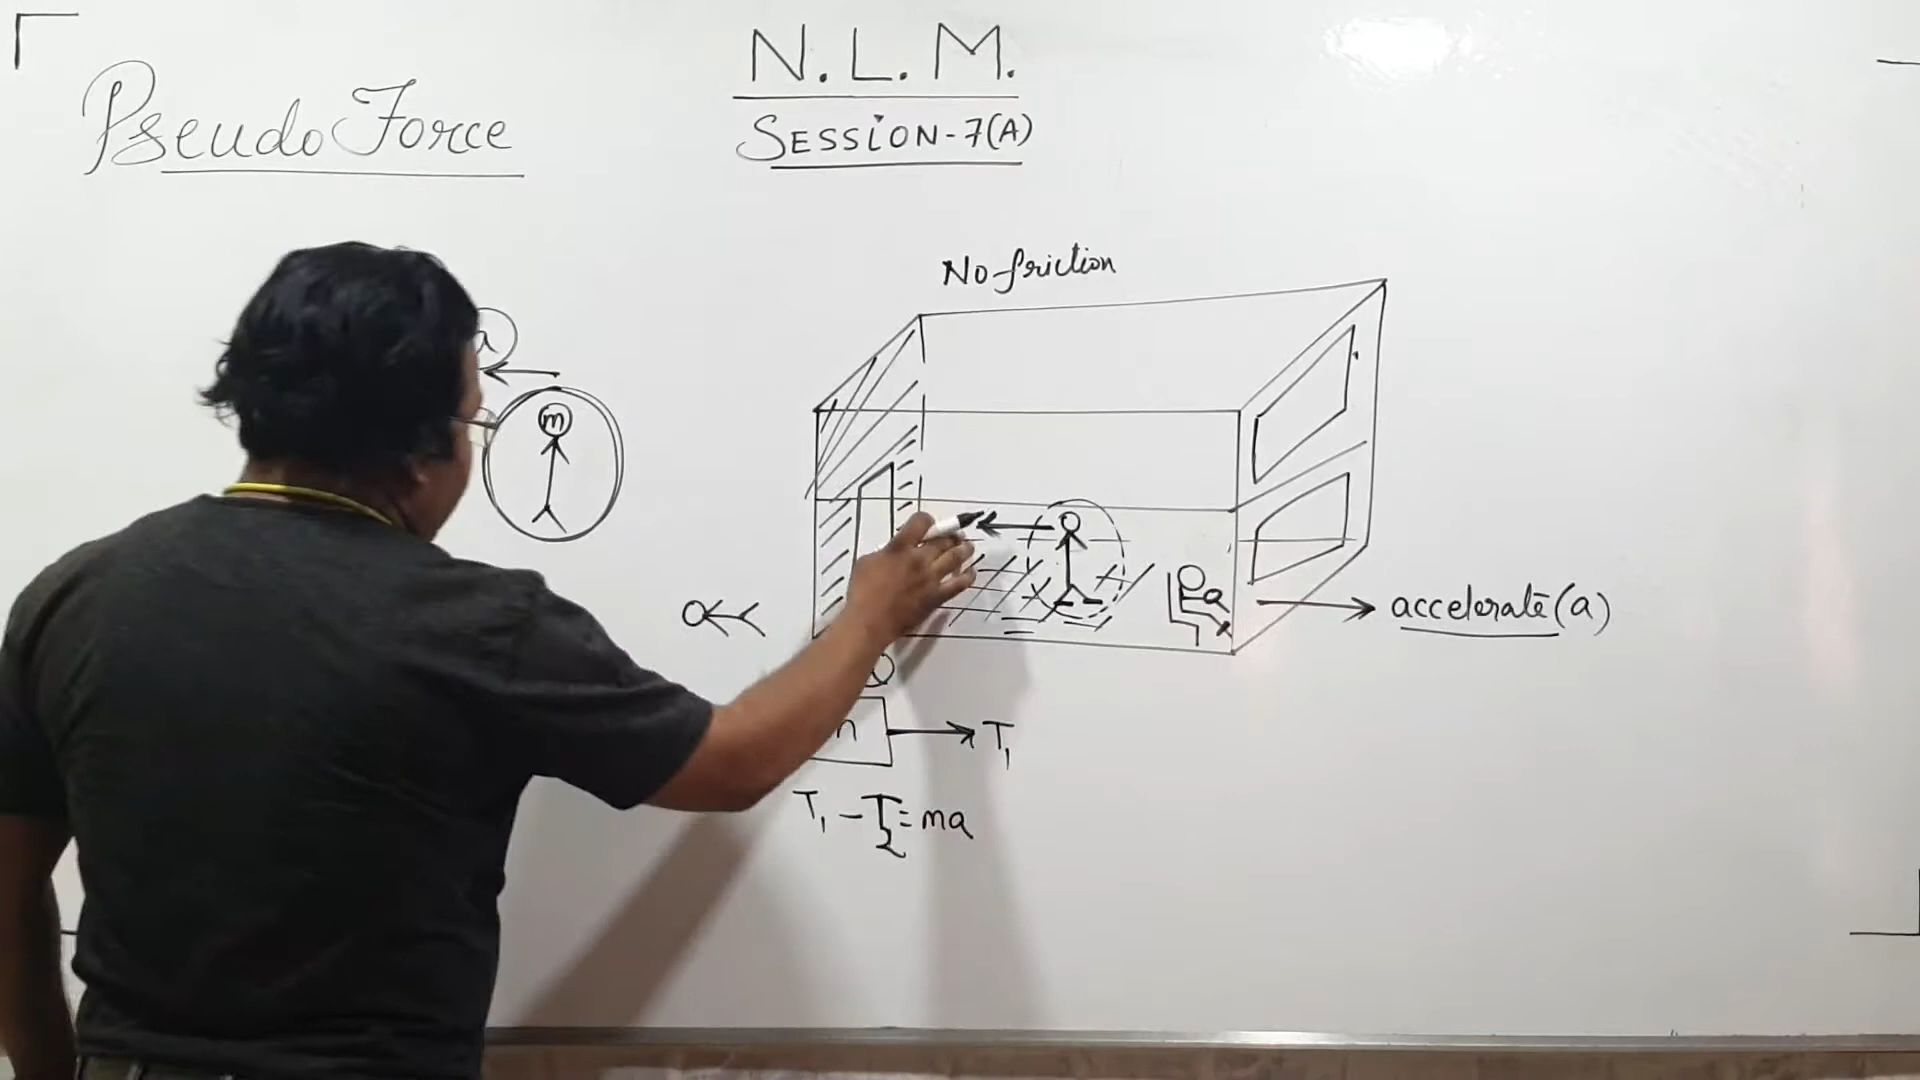 N.L.M.
Pseudo Force
SESSION-7(A)
No-friction
a
m
accelerate (a)
T₁
T₁ - T₂ = ma